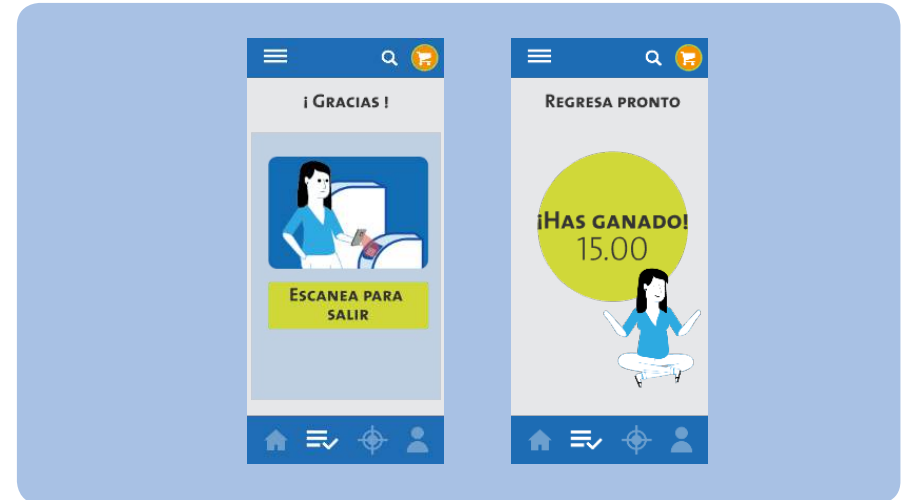 ¡ Gracias !
Escanea para
salir
Regresa pronto
¡Has ganado!
15.00